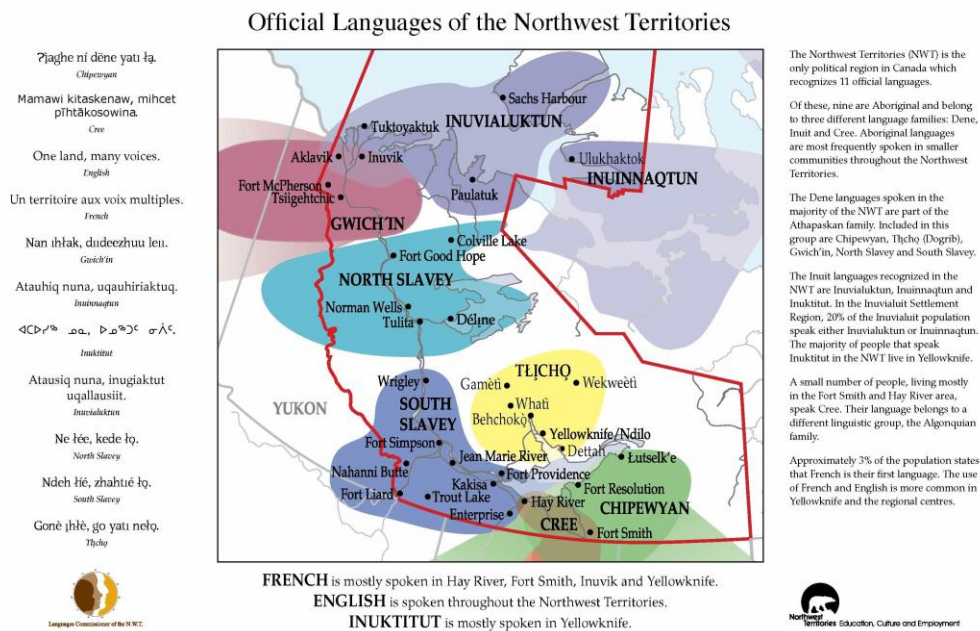 Official Languages of the Northwest Territories
ʔįaghe ní dëne yatı łą.
Chipewyan
Mamawi kitaskenaw, mihcet
pīhtākosowina.
Cree
One land, many voices.
English
Un territoire aux voix multiples.
French
Nan ıhłak, dııdeezhuu leıı.
Gwich'in
Atauhiq nuna, uqauhiriaktuq.
Inuinnaqtun
Inuktitut
Atausiq nuna, inugiaktut
uqallausiit.
Inuvialuktun
Ne łée, kede łǫ.
North Slavey
Ndeh łıé, zhahtıé łǫ.
South Slavey
Gonè įhłè, go yatı nełǫ.
Tłı̨chǫ
Languages Commissioner of the N.W.T.
Sachs Harbour
INUVIALUKTUN
Tuktoyaktuk
Aklavik
Inuvik
Ulukhaktok
INUINNAQTUN
Fort McPherson
Tsiigehtchic
Paulatuk
GWICH'IN
Colville Lake
Fort Good Hope
NORTH SLAVEY
Norman Wells
Tulita
Délı̨ne
TŁĮCHǪ
Wrigley
Gamètì
Wekweètì
YUKON
SOUTH
SLAVEY
Whatì
Behchokǫ̀
Fort Simpson
Yellowknife/Ndilo
Dettah
Jean Marie River
Łutselk'e
Nahanni Butte
Fort Providence
Kakisa
Fort Liard
Trout Lake
Fort Resolution
Hay River
CHIPEWYAN
Enterprise
CREE
Fort Smith
FRENCH is mostly spoken in Hay River, Fort Smith, Inuvik and Yellowknife.
ENGLISH is spoken throughout the Northwest Territories.
INUKTITUT is mostly spoken in Yellowknife.
The Northwest Territories (NWT) is the
only political region in Canada which
recognizes 11 official languages.
Of these, nine are Aboriginal and belong
to three different language families: Dene,
Inuit and Cree. Aboriginal languages
are most frequently spoken in smaller
communities throughout the Northwest
Territories.
The Dene languages spoken in the
majority of the NWT are part of the
Athapaskan family. Included in this
group are Chipewyan, Tłı̨chǫ (Dogrib),
Gwich'in, North Slavey and South Slavey.
The Inuit languages recognized in the
NWT are Inuvialuktun, Inuinnaqtun and
Inuktitut. In the Inuvialuit Settlement
Region, 20% of the Inuvialuit population
speak either Inuvialuktun or Inuinnaqtun.
The majority of people that speak
Inuktitut in the NWT live in Yellowknife.
A small number of people, living mostly
in the Fort Smith and Hay River area,
speak Cree. Their language belongs to a
different linguistic group, the Algonquian
family.
Approximately 3% of the population states
that French is their first language. The use
of French and English is more common in
Yellowknife and the regional centres.
Northwest
Territories Education, Culture and Employment